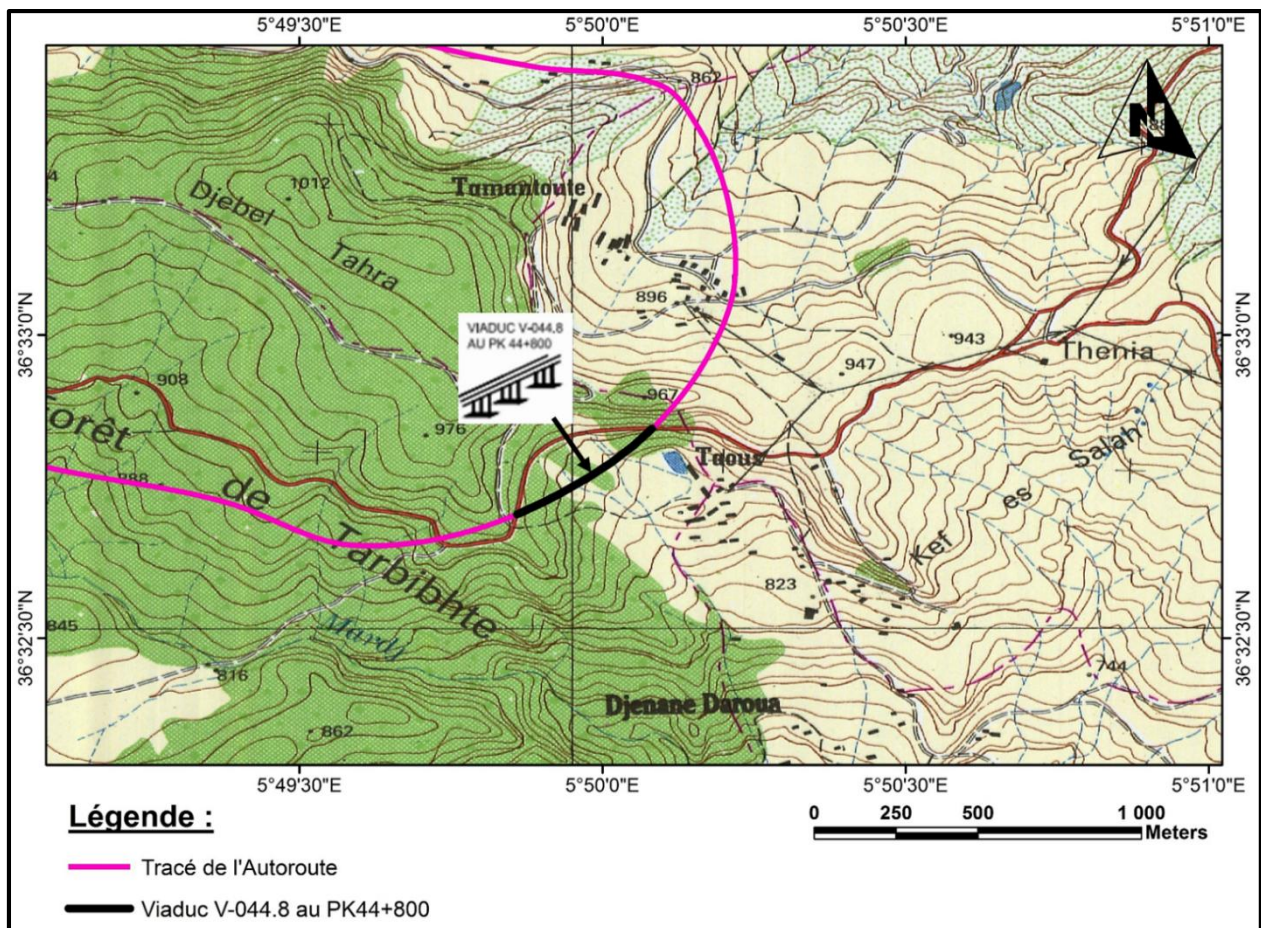 5°49'30"E
5°50'0"E
5°50'30"E
5°51'0"E
862
N
Tamantoute
1012
Djebel
Tahra
896
36°33'0"N
36°33'0"N
VIADUC V-044.8
AU PK 44+800
943
947
Thenia
908
967
976
Forêt
de
Tarbibhte
Taous
Salah
es
Kef
888
823
36°32'30"N
36°32'30"N
845
Mardj
816
744
862
Djenane Daroua
5°49'30"E
5°50'0"E
5°50'30"E
5°51'0"E
Légende :
0 250 500 1 000
Meters
Tracé de l'Autoroute
Viaduc V-044.8 au PK44+800